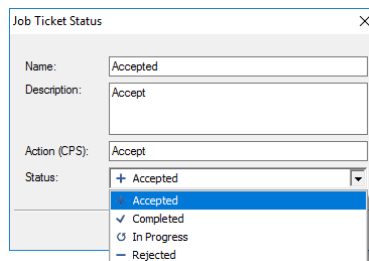 Job Ticket Status
Name: Accepted
Description: Accept
Action (CPS): Accept
Status: Accepted
Accepted
Completed
In Progress
Rejected